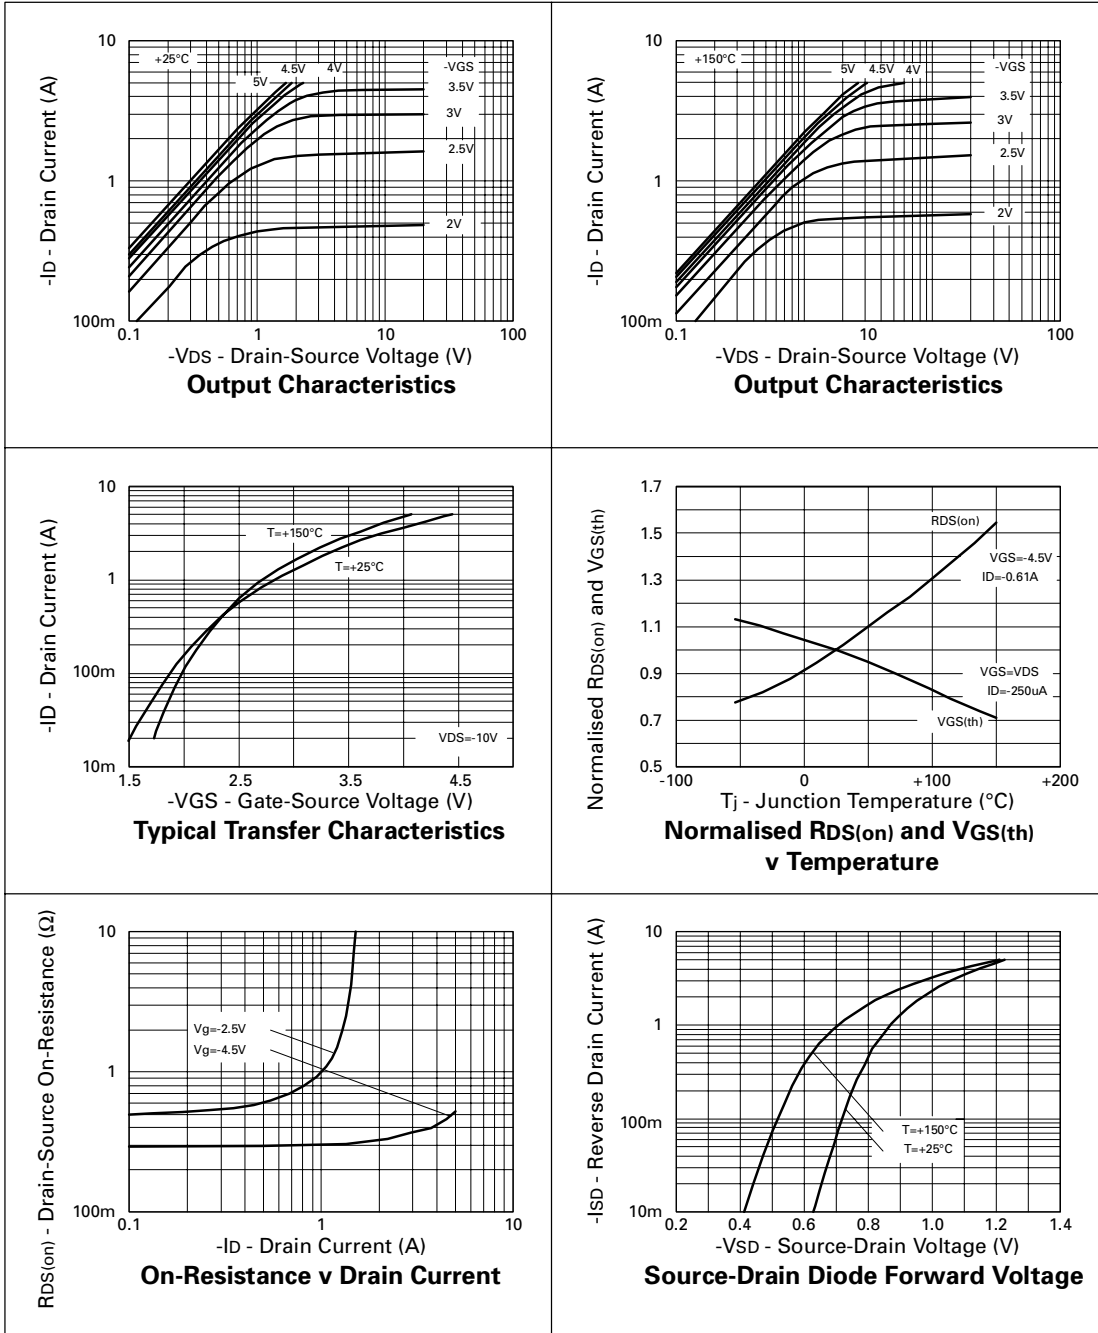 10
+25°C
5V
4.5V
4V
-VGS
3.5V
3V
2.5V
2V
1
100m
0.1
1
10
100
-ID - Drain Current (A)
-VDS - Drain-Source Voltage (V)
Output Characteristics
10
+150°C
5V
4.5V
4V
-VGS
3.5V
3V
2.5V
2V
1
100m
0.1
10
100
-ID - Drain Current (A)
-VDS - Drain-Source Voltage (V)
Output Characteristics
10
T=+150°C
T=+25°C
1
100m
10m
VDS=-10V
1.5
2.5
3.5
4.5
-ID - Drain Current (A)
-VGS - Gate-Source Voltage (V)
Typical Transfer Characteristics
1.7
1.5
1.3
1.1
0.9
0.7
0.5
RDS(on)
VGS=-4.5V
ID=-0.61A
VGS=VDS
ID=-250uA
VGS(th)
-100
0
+100
+200
Normalised RDS(on) and VGS(th)
Tj - Junction Temperature (°C)
Normalised RDS(on) and VGS(th)
v Temperature
10
1
100m
Vg=-2.5V
Vg=-4.5V
0.1
1
10
RDS(on) - Drain-Source On-Resistance (Ω)
-ID - Drain Current (A)
On-Resistance v Drain Current
10
1
100m
10m
T=+150°C
T=+25°C
0.2
0.4
0.6
0.8
1.0
1.2
1.4
-ISD - Reverse Drain Current (A)
-VSD - Source-Drain Voltage (V)
Source-Drain Diode Forward Voltage